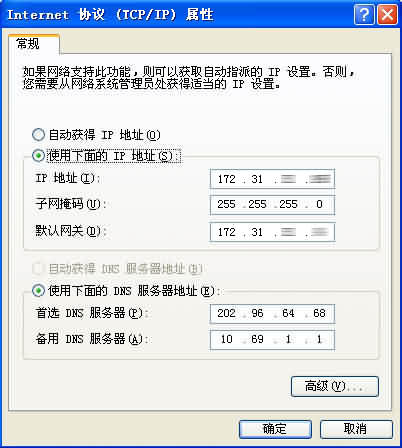 Internet 协议 (TCP/IP) 属性
常规
如果网络支持此功能，则可以获取自动指派的 IP 设置。否则，
您需要从网络系统管理员处获得适当的 IP 设置。
自动获得 IP 地址(O)
使用下面的 IP 地址(S):
IP 地址(I): 172 . 31 . .
子网掩码(U): 255 .255 .255 . 0
默认网关(D): 172 . 31 . .
自动获得 DNS 服务器地址(B)
使用下面的 DNS 服务器地址(E):
首选 DNS 服务器(P): 202 . 96 . 64 . 68
备用 DNS 服务器(A): 10 . 69 . 1 . 1
高级(V)...
确定 取消